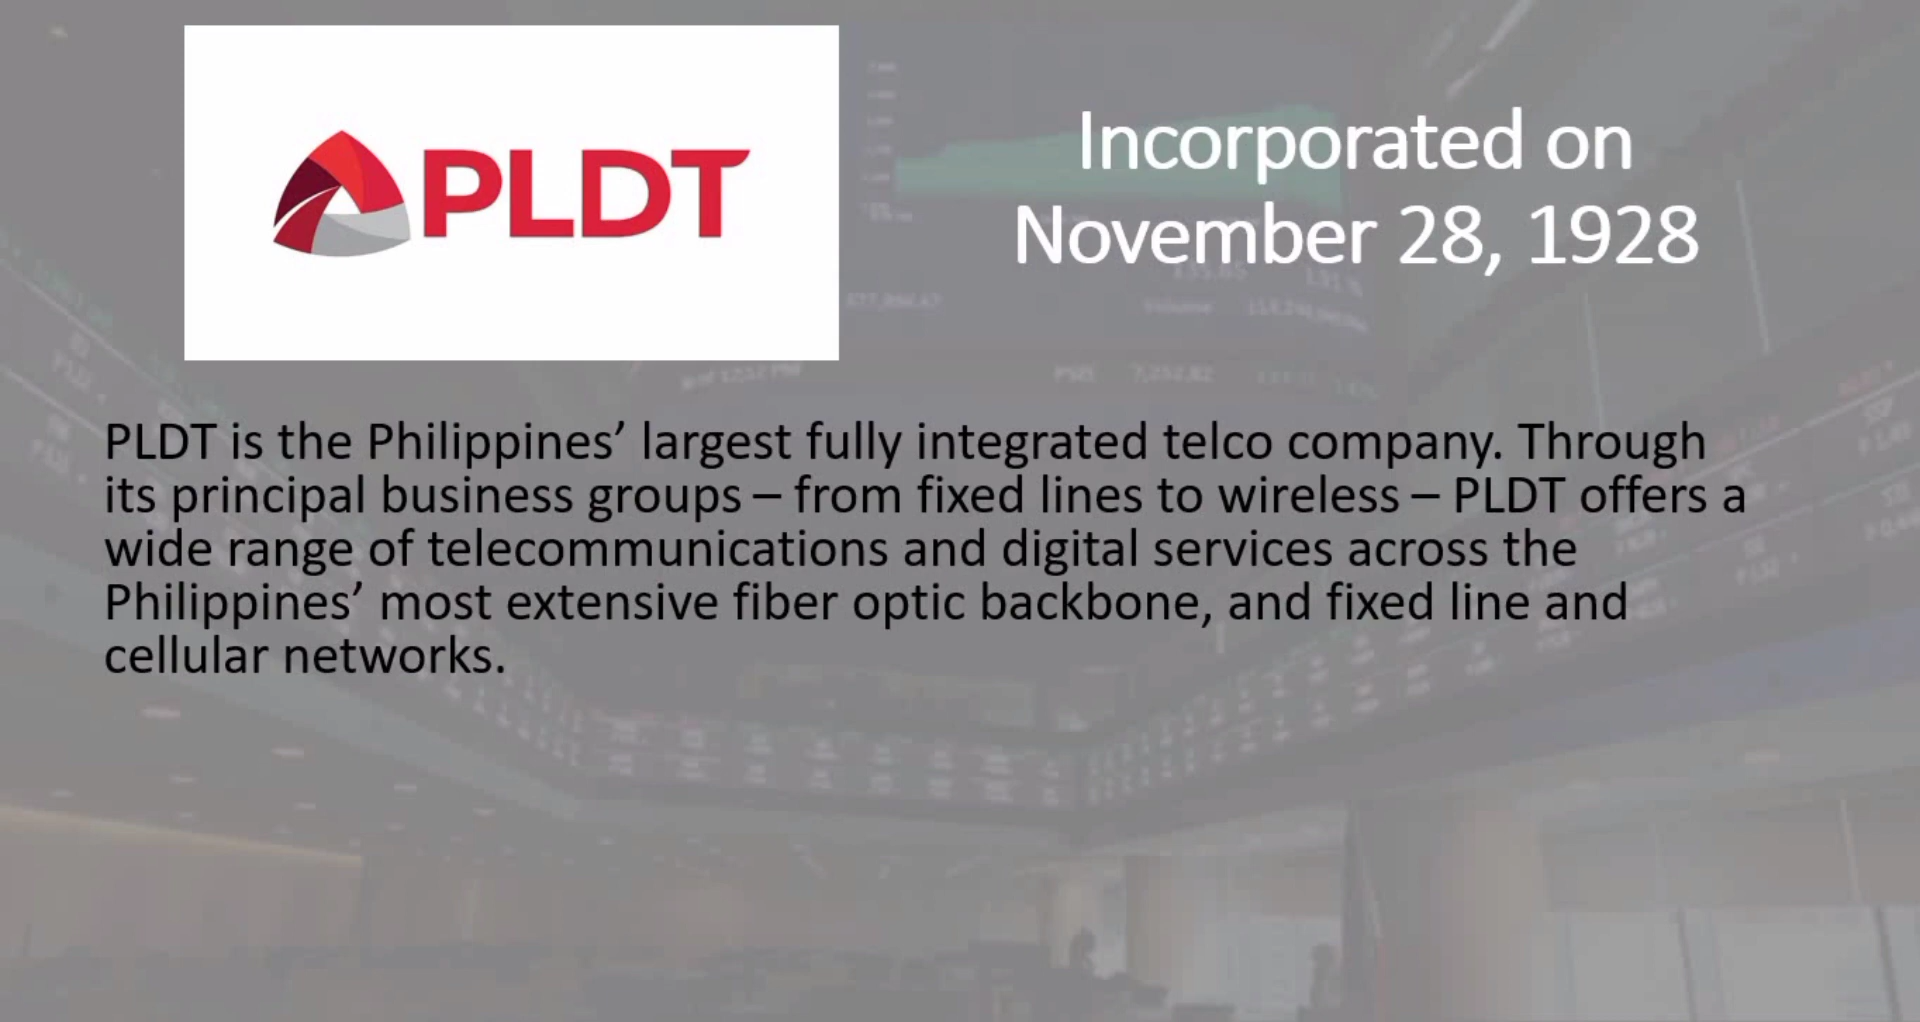 PLDT
Incorporated on
November 28, 1928
PLDT is the Philippines’ largest fully integrated telco company. Through
its principal business groups – from fixed lines to wireless – PLDT offers a
wide range of telecommunications and digital services across the
Philippines’ most extensive fiber optic backbone, and fixed line and
cellular networks.